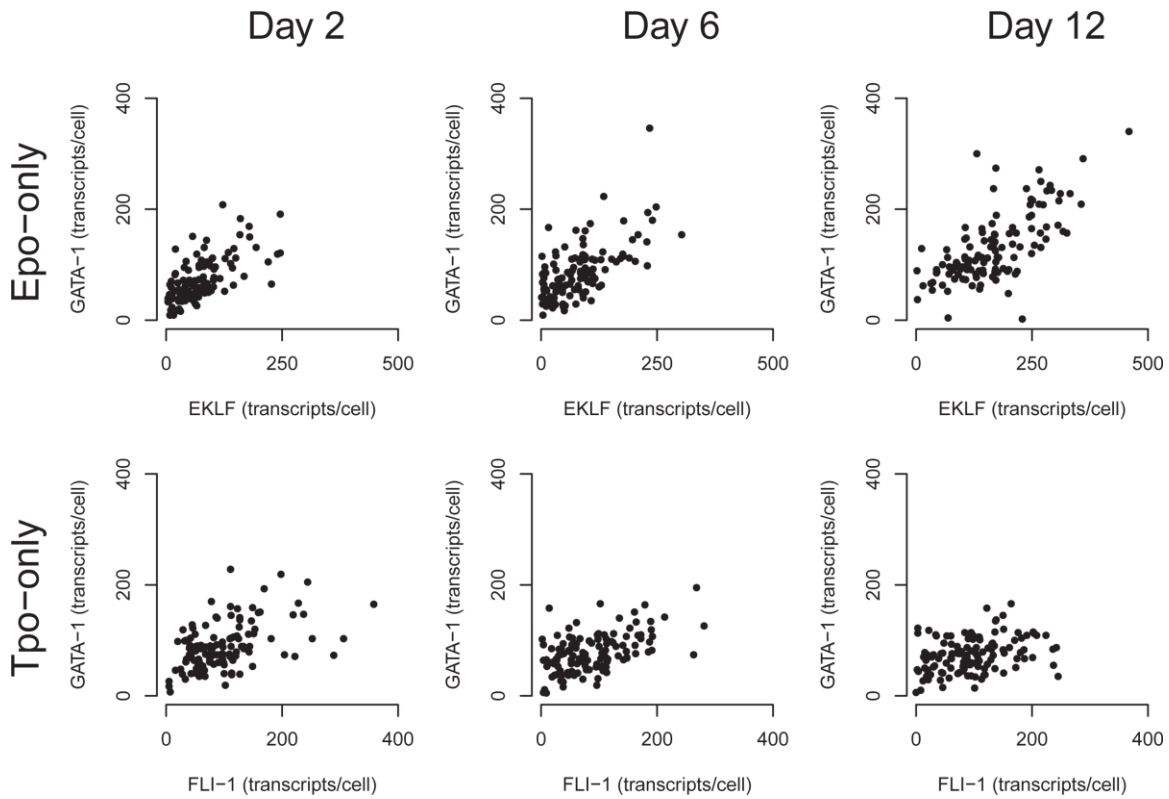 Day 2
Day 6
Day 12
Epo−only
GATA−1 (transcripts/cell)
400
200
0
0 250 500
EKLF (transcripts/cell)
GATA−1 (transcripts/cell)
400
200
0
0 250 500
EKLF (transcripts/cell)
GATA−1 (transcripts/cell)
400
200
0
0 250 500
EKLF (transcripts/cell)
Tpo−only
GATA−1 (transcripts/cell)
400
200
0
0 200 400
FLI−1 (transcripts/cell)
GATA−1 (transcripts/cell)
400
200
0
0 200 400
FLI−1 (transcripts/cell)
GATA−1 (transcripts/cell)
400
200
0
0 200 400
FLI−1 (transcripts/cell)